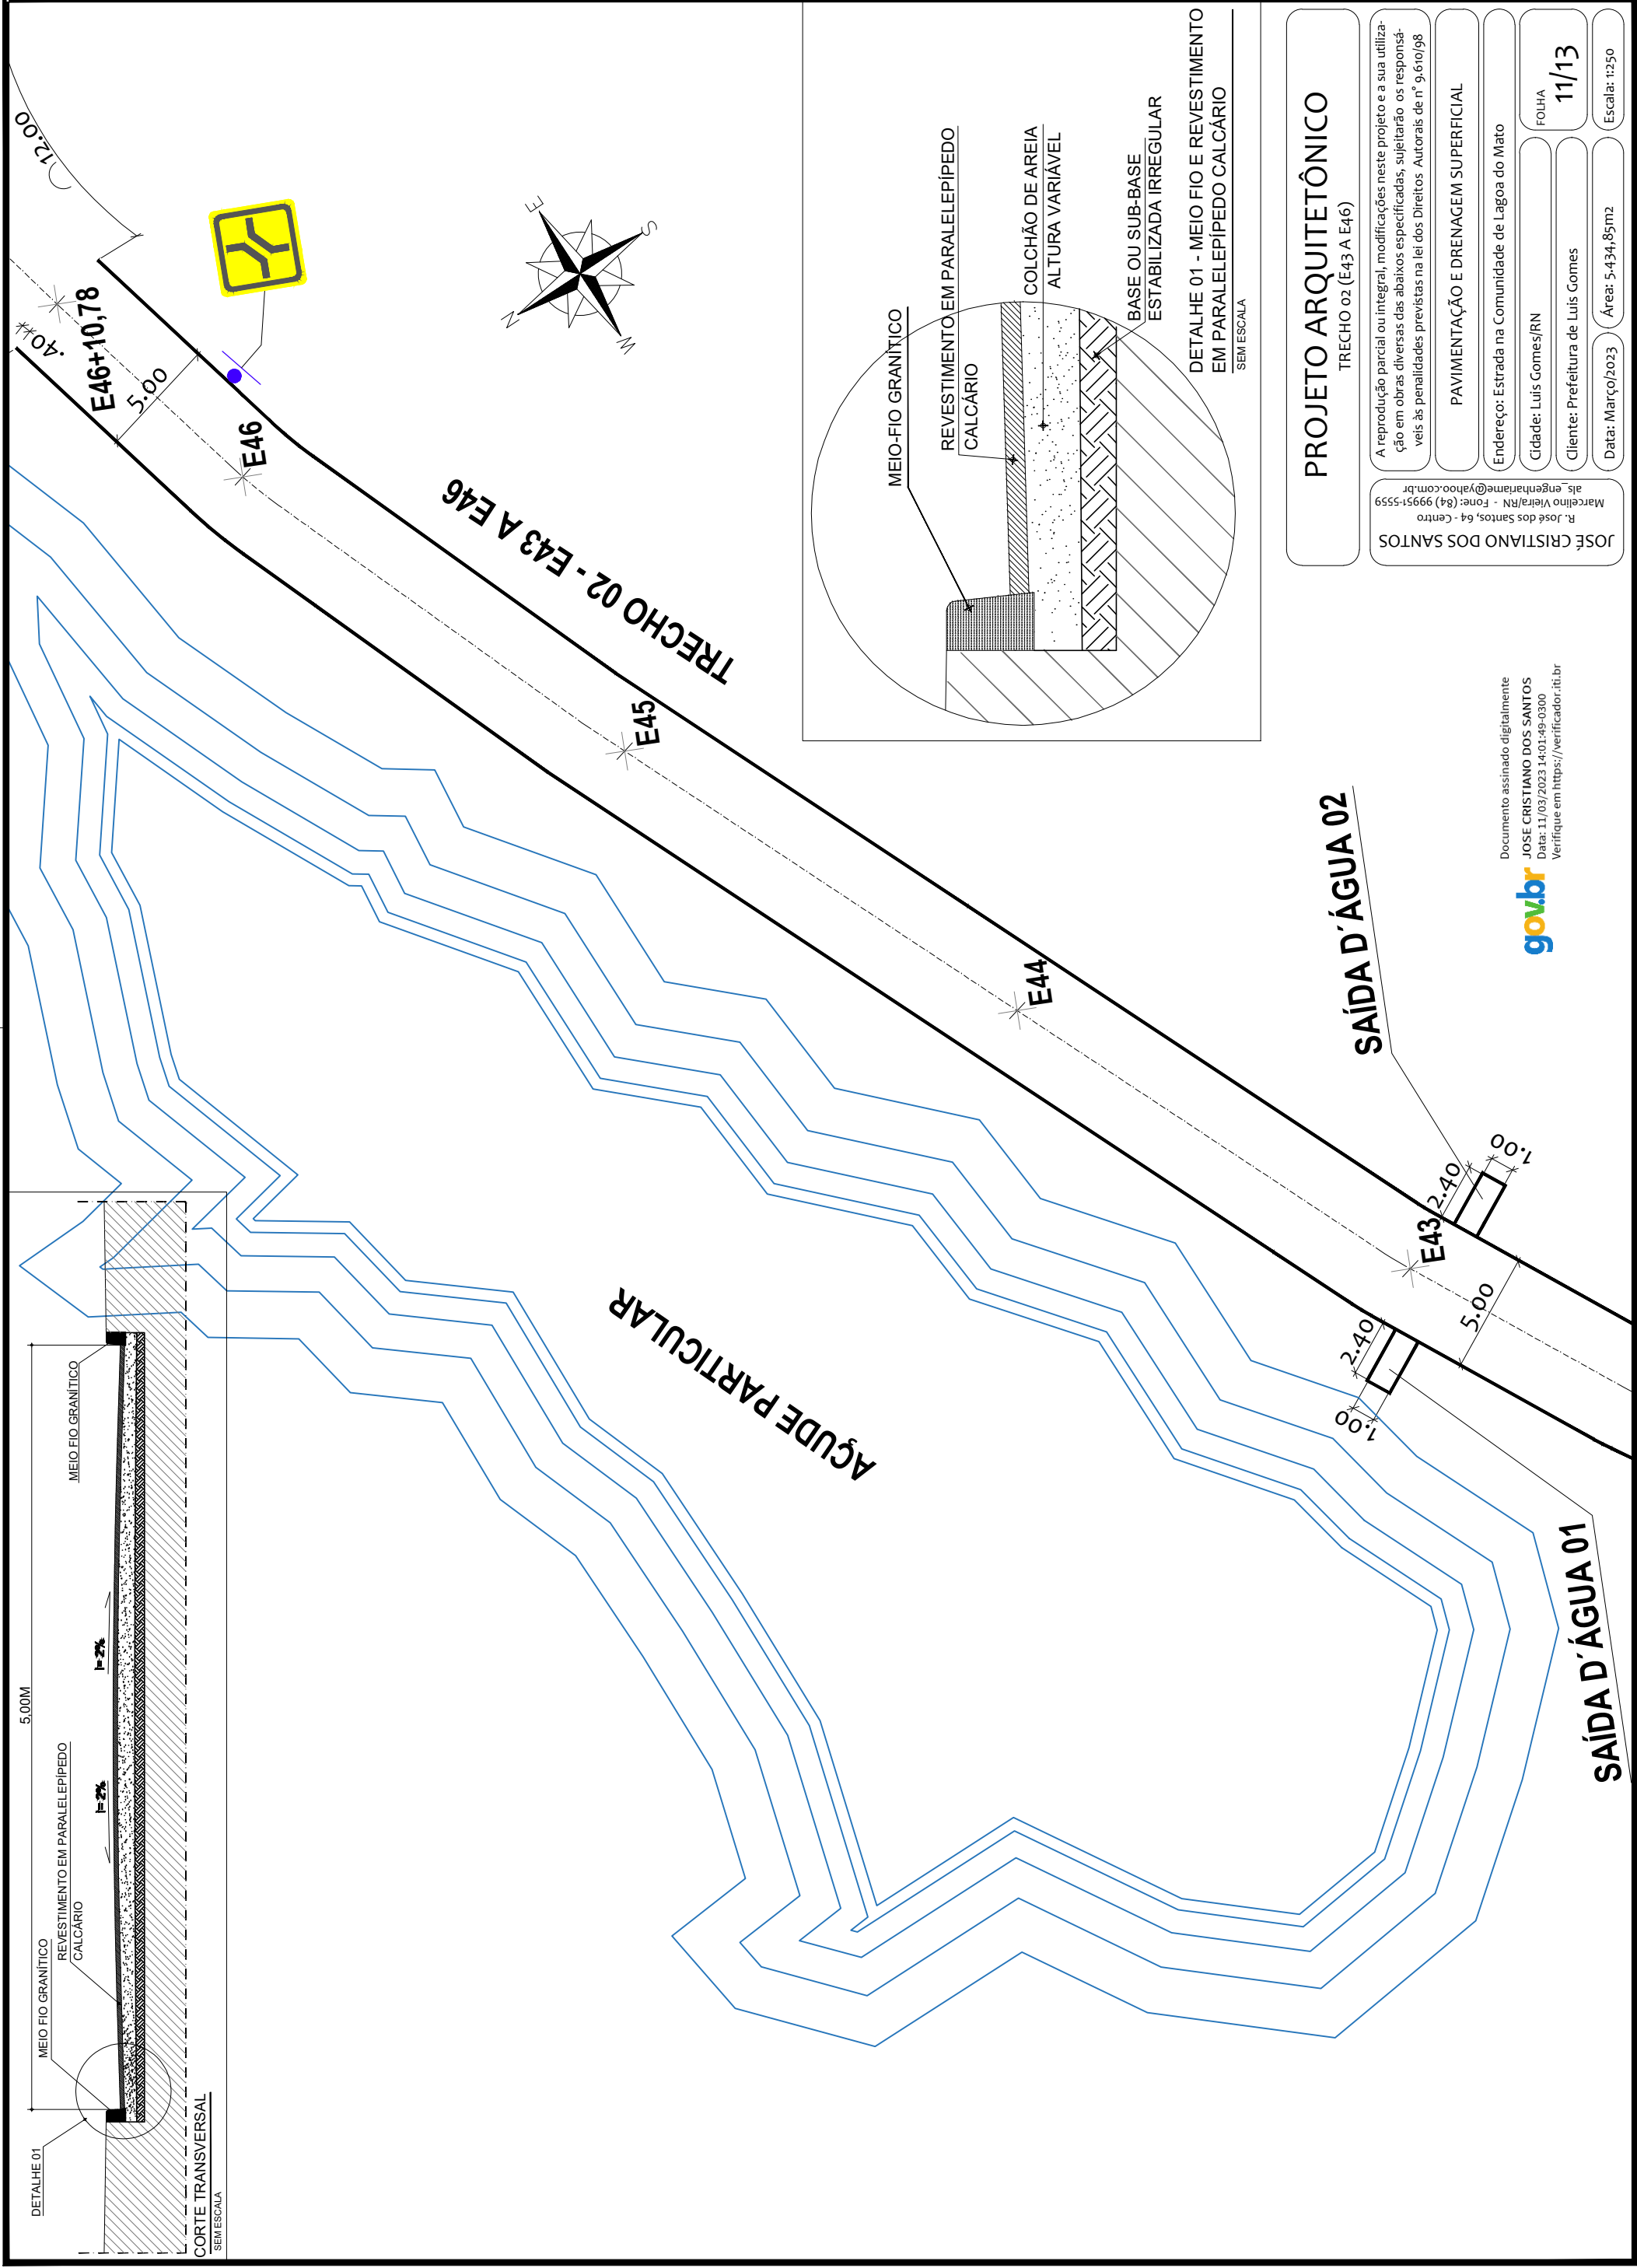 DETALHE 01
MEIO FIO GRANÍTICO
REVESTIMENTO EM PARALELEPÍPEDO
CALCÁRIO
5,00M
I=2%
I=2%
MEIO FIO GRANÍTICO
CORTE TRANSVERSAL
SEM ESCALA
12.00
.40
E46+10,78
5.00
E46
TRECHO 02 - E43 A E46
E45
E44
E43
AÇUDE PARTICULAR
N
E
S
W
MEIO-FIO GRANÍTICO
REVESTIMENTO EM PARALELEPÍPEDO
CALCÁRIO
COLCHÃO DE AREIA
ALTURA VARIÁVEL
BASE OU SUB-BASE
ESTABILIZADA IRREGULAR
DETALHE 01 - MEIO FIO E REVESTIMENTO
EM PARALELEPÍPEDO CALCÁRIO
SEM ESCALA
SAÍDA D´ÁGUA 02
2.40
1.00
5.00
2.40
1.00
SAÍDA D´ÁGUA 01
gov.br
Documento assinado digitalmente
JOSE CRISTIANO DOS SANTOS
Data: 11/03/2023 14:01:49-0300
Verifique em https://verificador.iti.br
PROJETO ARQUITETÔNICO
TRECHO 02 (E43 A E46)
A reprodução parcial ou integral, modificações neste projeto e a sua utiliza-
ção em obras diversas das abaixos especificadas, sujeitarão os responsá-
veis às penalidades previstas na lei dos Direitos Autorais de n° 9.610/98
PAVIMENTAÇÃO E DRENAGEM SUPERFICIAL
Endereço: Estrada na Comunidade de Lagoa do Mato
Cidade: Luis Gomes/RN
Cliente: Prefeitura de Luis Gomes
FOLHA
11/13
Data: Março/2023
Área: 5.434,85m2
Escala: 1:250
JOSÉ CRISTIANO DOS SANTOS
R. José dos Santos, 64 - Centro
Marcelino Vieira/RN - Fone: (84) 99951-5559
als_engenhariame@yahoo.com.br